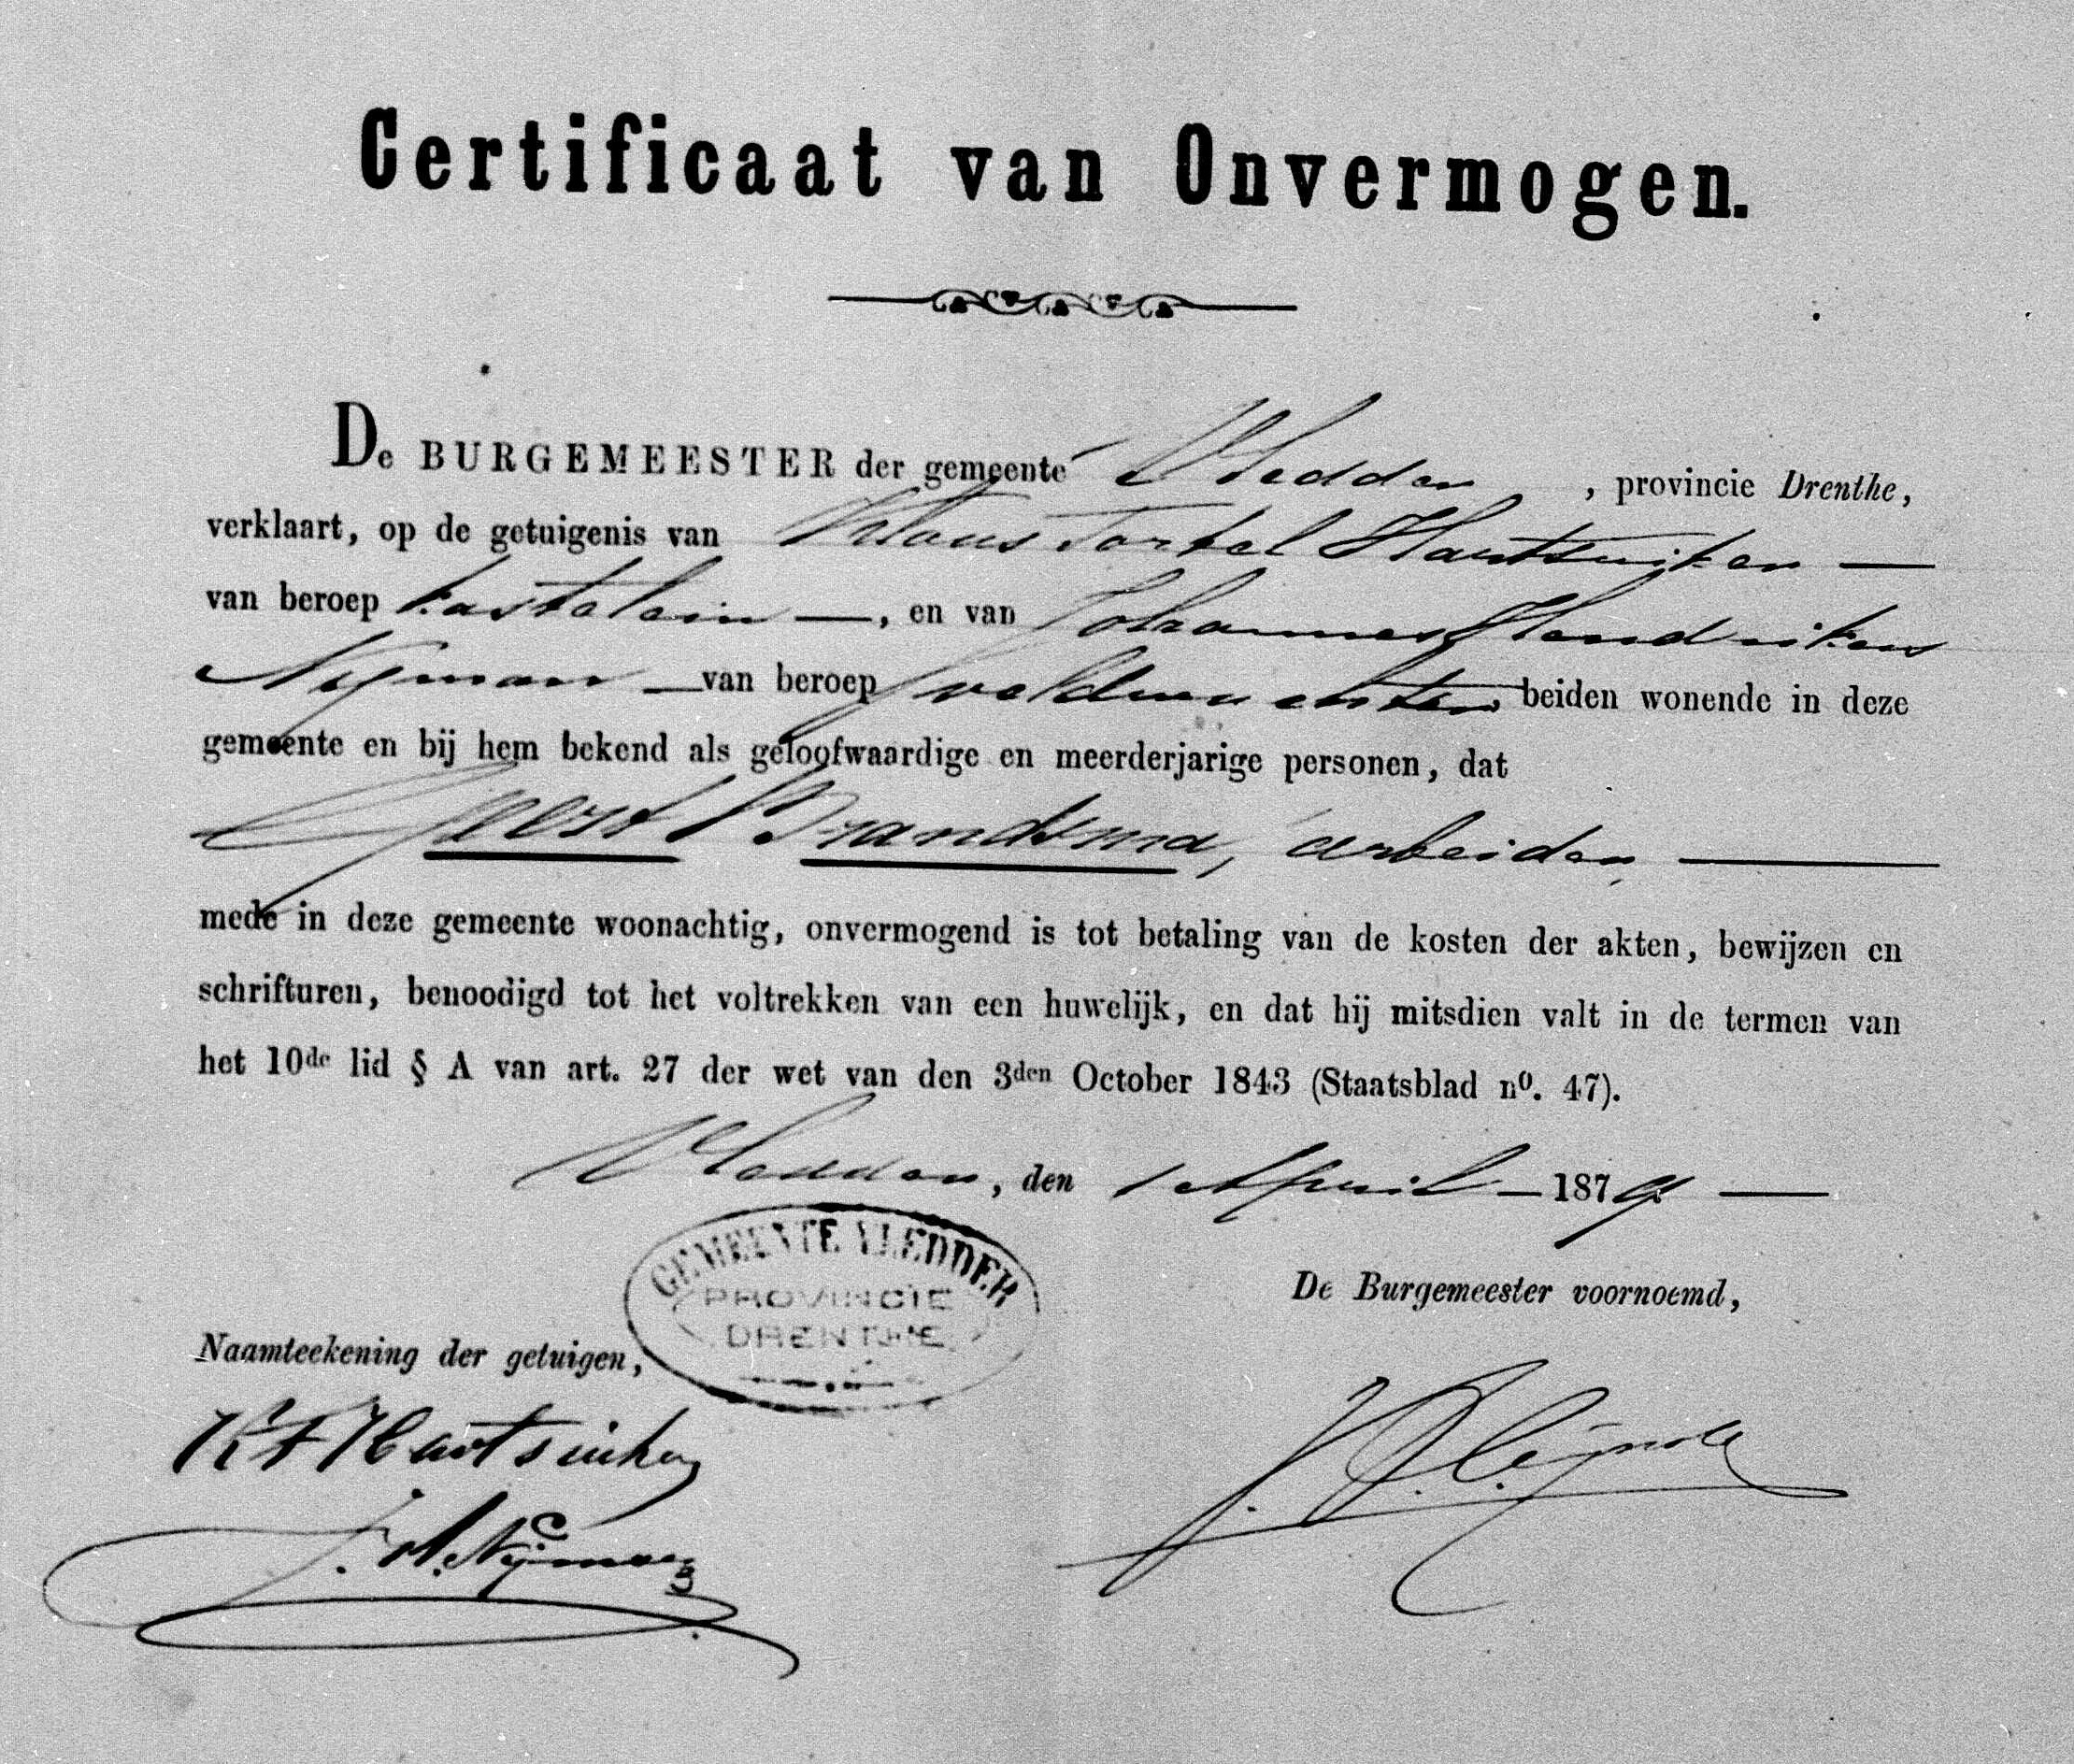 Certificaat van Onvermogen.
De BURGEMEESTER der gemeente Vledder, provincie Drenthe,
verklaart, op de getuigenis van Klaas Hartsuiker —
van beroep kastelein —, en van Johannes Hendrikus
Nijman — van beroep veldwachter beiden wonende in deze
gemeente en bij hem bekend als geloofwaardige en meerderjarige personen, dat
Geert Brandsma, arbeider —
mede in deze gemeente woonachtig, onvermogend is tot betaling van de kosten der akten, bewijzen en
schrifturen, benoodigd tot het voltrekken van een huwelijk, en dat hij mitsdien valt in de termen van
het 10de lid § A van art. 27 der wet van den 3den October 1843 (Staatsblad no. 47).
Vledder, den 1 April — 1879. —
GEMEENTE VLEDDER
PROVINCIE
DRENTHE
De Burgemeester voornoemd,
Naamteekening der getuigen,
KT Hartsuiker
J. H. Nijman